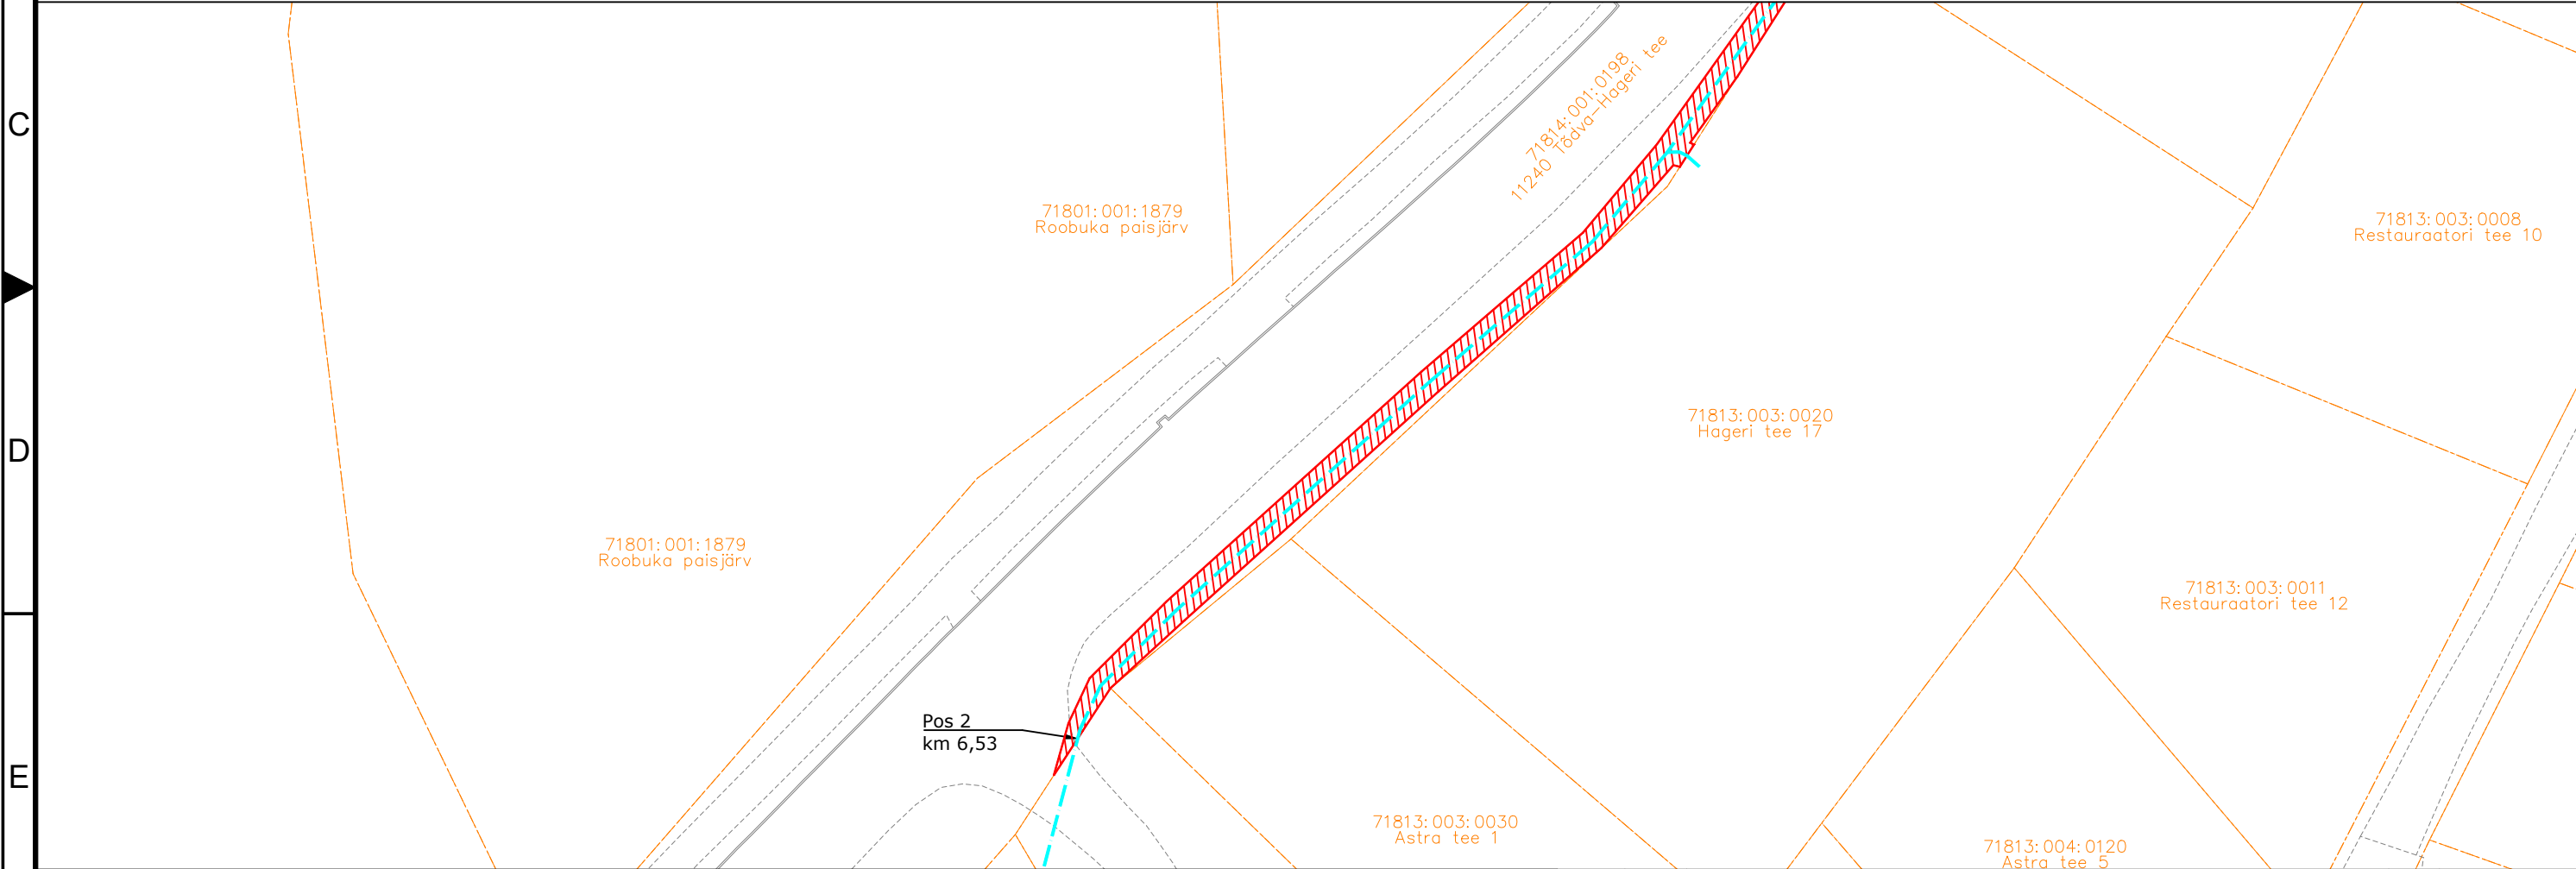 C
D
E
71814:001:0198
11240 Tõdva-Hageri tee
71801:001:1879
Roobuka paisjärv
71813:003:0008
Restauraatori tee 10
71813:003:0020
Hageri tee 17
71801:001:1879
Roobuka paisjärv
71813:003:0011
Restauraatori tee 12
Pos 2
km 6,53
71813:003:0030
Astra tee 1
71813:004:0120
Astra tee 5